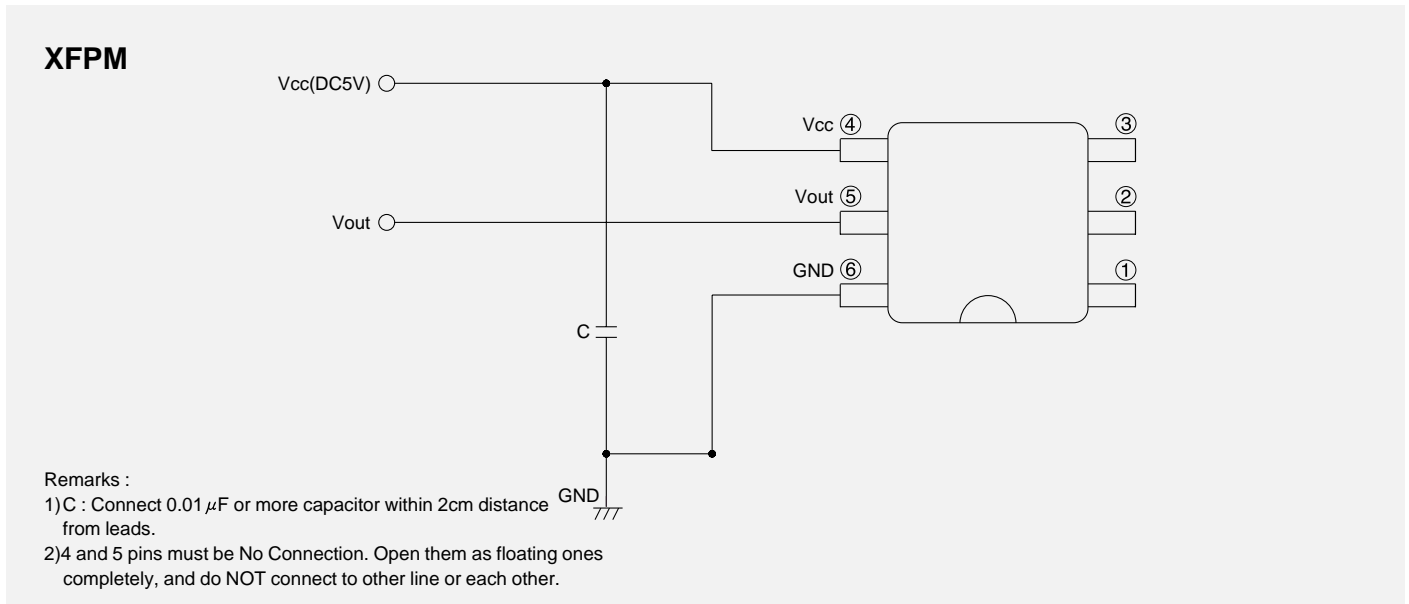 XFPM
Vcc(DC5V)
Vcc ④
③
Vout ⑤
②
Vout
GND ⑥
①
C
Remarks :
1)C : Connect 0.01 μF or more capacitor within 2cm distance
from leads.
GND
2)4 and 5 pins must be No Connection. Open them as floating ones
completely, and do NOT connect to other line or each other.